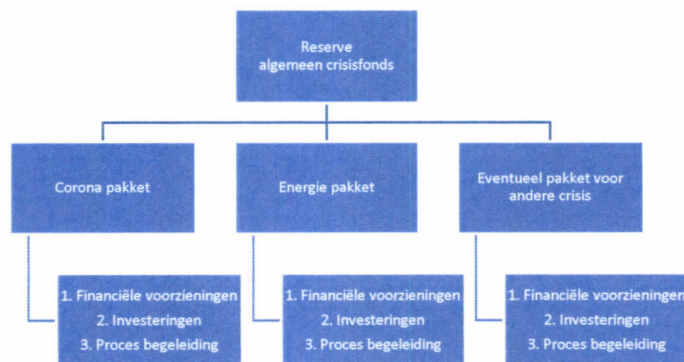 Reserve
algemeen crisisfonds
Corona pakket
Energie pakket
Eventueel pakket voor
andere crisis
1. Financiële voorzieningen
2. Investeringen
3. Proces begeleiding
1. Financiële voorzieningen
2. Investeringen
3. Proces begeleiding
1. Financiële voorzieningen
2. Investeringen
3. Proces begeleiding